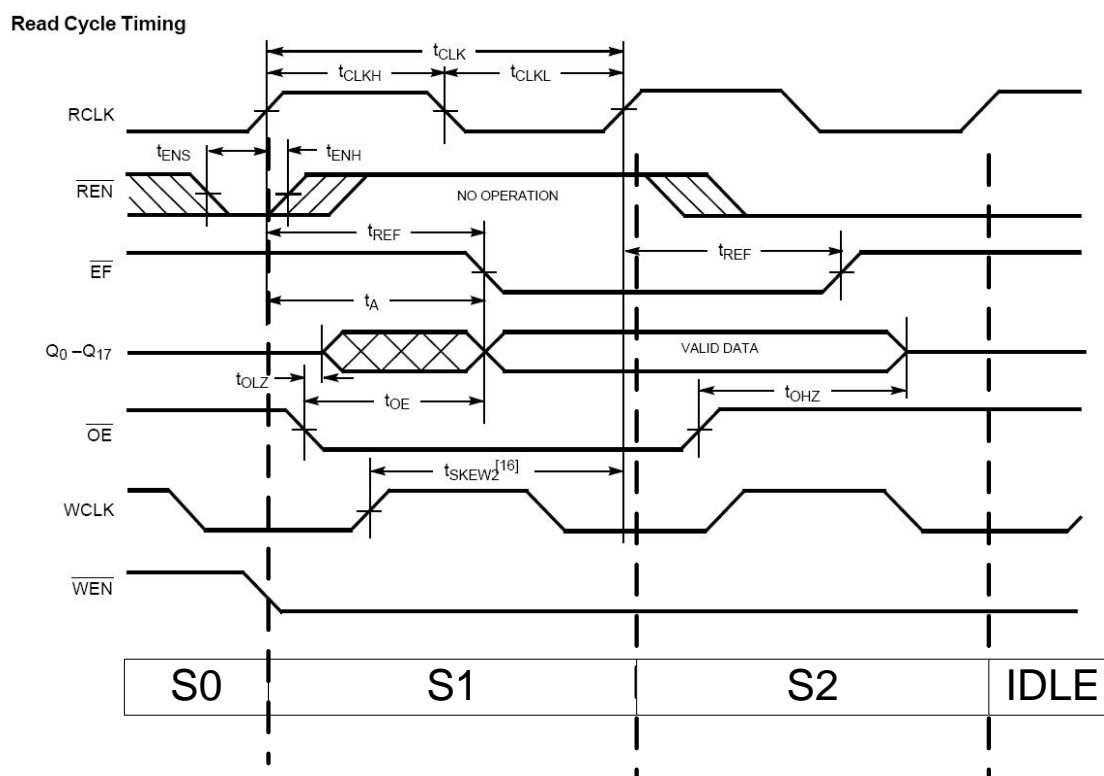 Read Cycle Timing
tCLK
tCLKH
tCLKL
RCLK
tENS
tENH
REN
NO OPERATION
tREF
tREF
EF
tA
Q0 –Q17
VALID DATA
tOLZ
tOE
tOHZ
OE
tSKEW2[16]
WCLK
WEN
S0
S1
S2
IDLE